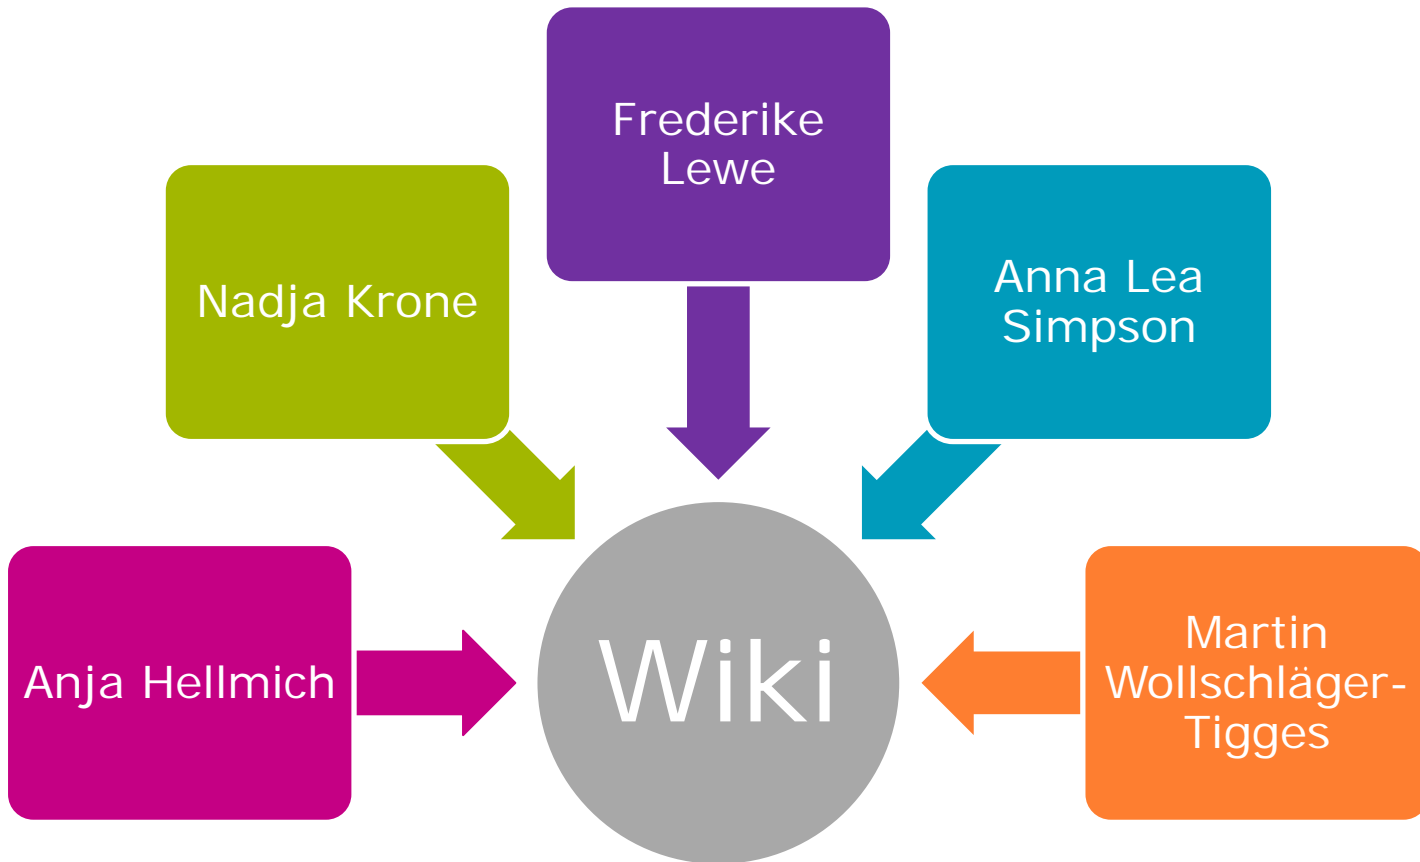 Frederike
Lewe
Nadja Krone
Anna Lea
Simpson
Anja Hellmich
Wiki
Martin
Wollschläger-
Tigges